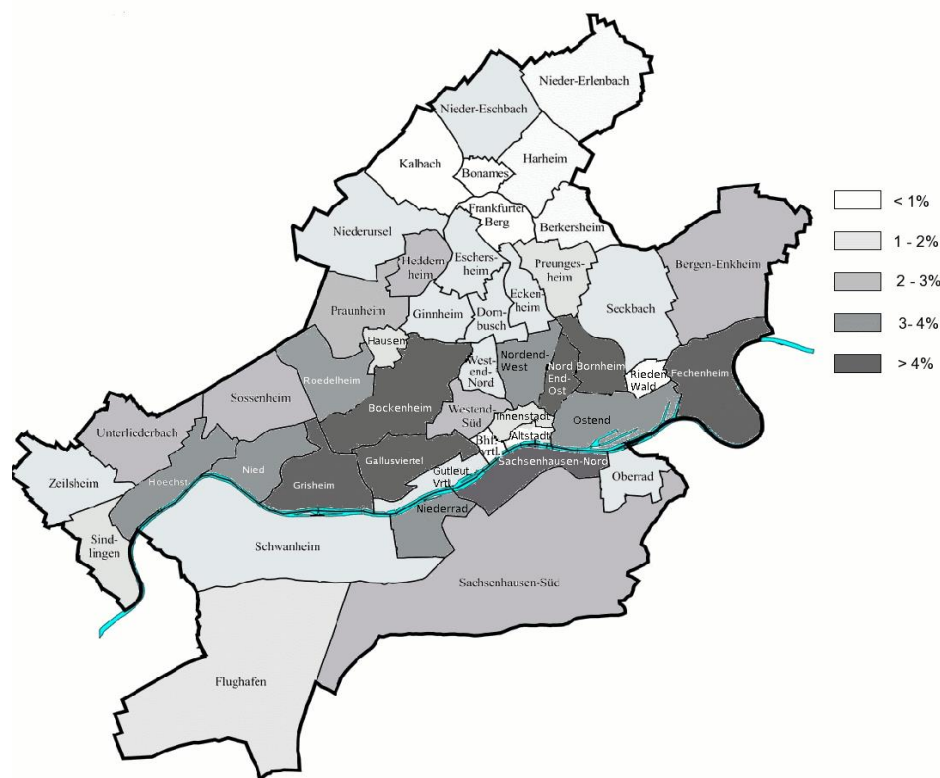 Nieder-Erlenbach
Nieder-Eschbach
Kalbach
Harheim
Bonames
Frankfurter
Berg
Berkersheim
Niederursel
Heddern
heim
Eschers-
heim
Preunges-
heim
Bergen-Enkheim
Praunheim
Ginnheim
Dorn-
busch
Ecken-
heim
Seckbach
Hausen
Roedelheim
West-
end-
Nord
Nordend-
West
Nord
End-
Ost
Bornheim
Rieder
Wald
Fechenheim
Bockenheim
Sossenheim
Westend-
Süd
Innenstadt
Altstadt
Ostend
Unterliederbach
Bhf.
vrtl.
Gallusviertel
Gutleut
Vrtl.
Sachsenhausen-Nord
Oberrad
Zeilsheim
Hoechst
Nied
Grisheim
Niederrad
Sind-
lingen
Schwanheim
Sachsenhausen-Süd
Flughafen
< 1%
1 - 2%
2 - 3%
3- 4%
> 4%